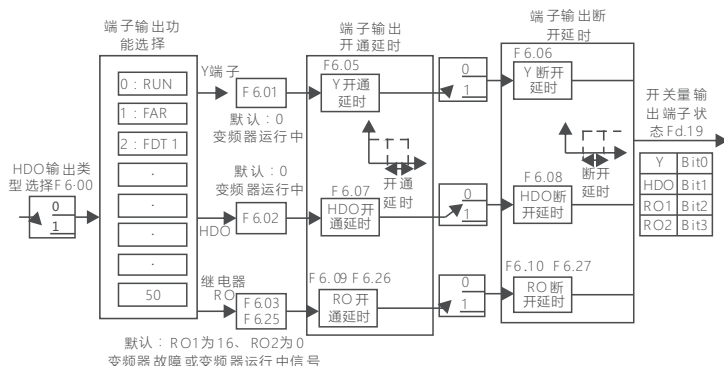 端子输出功
能选择
0：RUN
1：FAR
2：FDT1
.
.
.
.
50
HDO输出类
型选择F6·00
0
1
Y端子
F6.01
默认：0
变频器运行中
默认：0
变频器运行中
F6.02
HDO
继电器
RO
F6.03
F6.25
默认：RO1为16、RO2为0
变频器故障或变频器运行中信号
端子输出
开通延时
F6.05
Y开通
延时
开通
延时
F6.07
HDO开
通延时
F6.09 F6.26
RO开
通延时
0
1
0
1
0
1
端子输出断
开延时
F6.06
Y断开
延时
断开
延时
F6.08
HDO断
开延时
F6.10 F6.27
RO断
开延时
开关量输
出端子状
态Fd.19
Y Bit0
HDO Bit1
RO1 Bit2
RO2 Bit3